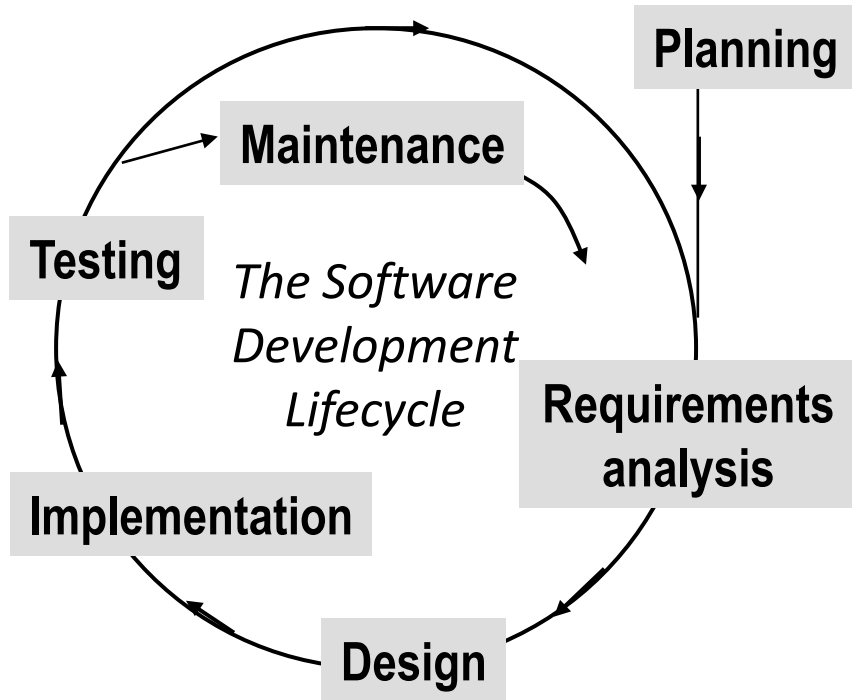 Planning
Maintenance
Testing
The Software
Development
Lifecycle
Requirements
analysis
Implementation
Design